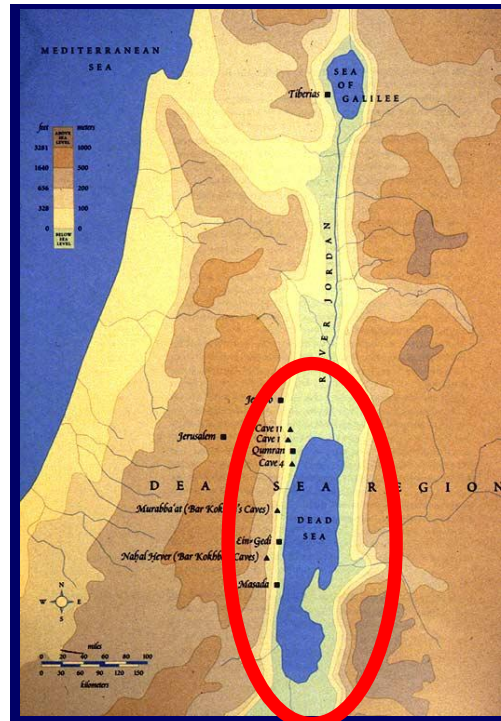 MEDITERRANEAN
SEA
SEA
OF
GALILEE
Tiberias
feet
meters
ABOVE
SEA
LEVEL
3281 1000
1640 500
656 200
328 100
0 0
BELOW
SEA
LEVEL
RIVER JORDAN
Cave 11
Cave 1
Jerusalem
Qumran
Cave 4
DEAD SEA REGION
Murabba'at (Bar Kokhba's Caves)
DEAD
SEA
Ein-Gedi
Nahal Hever (Bar Kokhba Caves)
Masada
N
W E
S
miles
0 20 40 60 80 100
0 30 60 90 120 150
kilometers